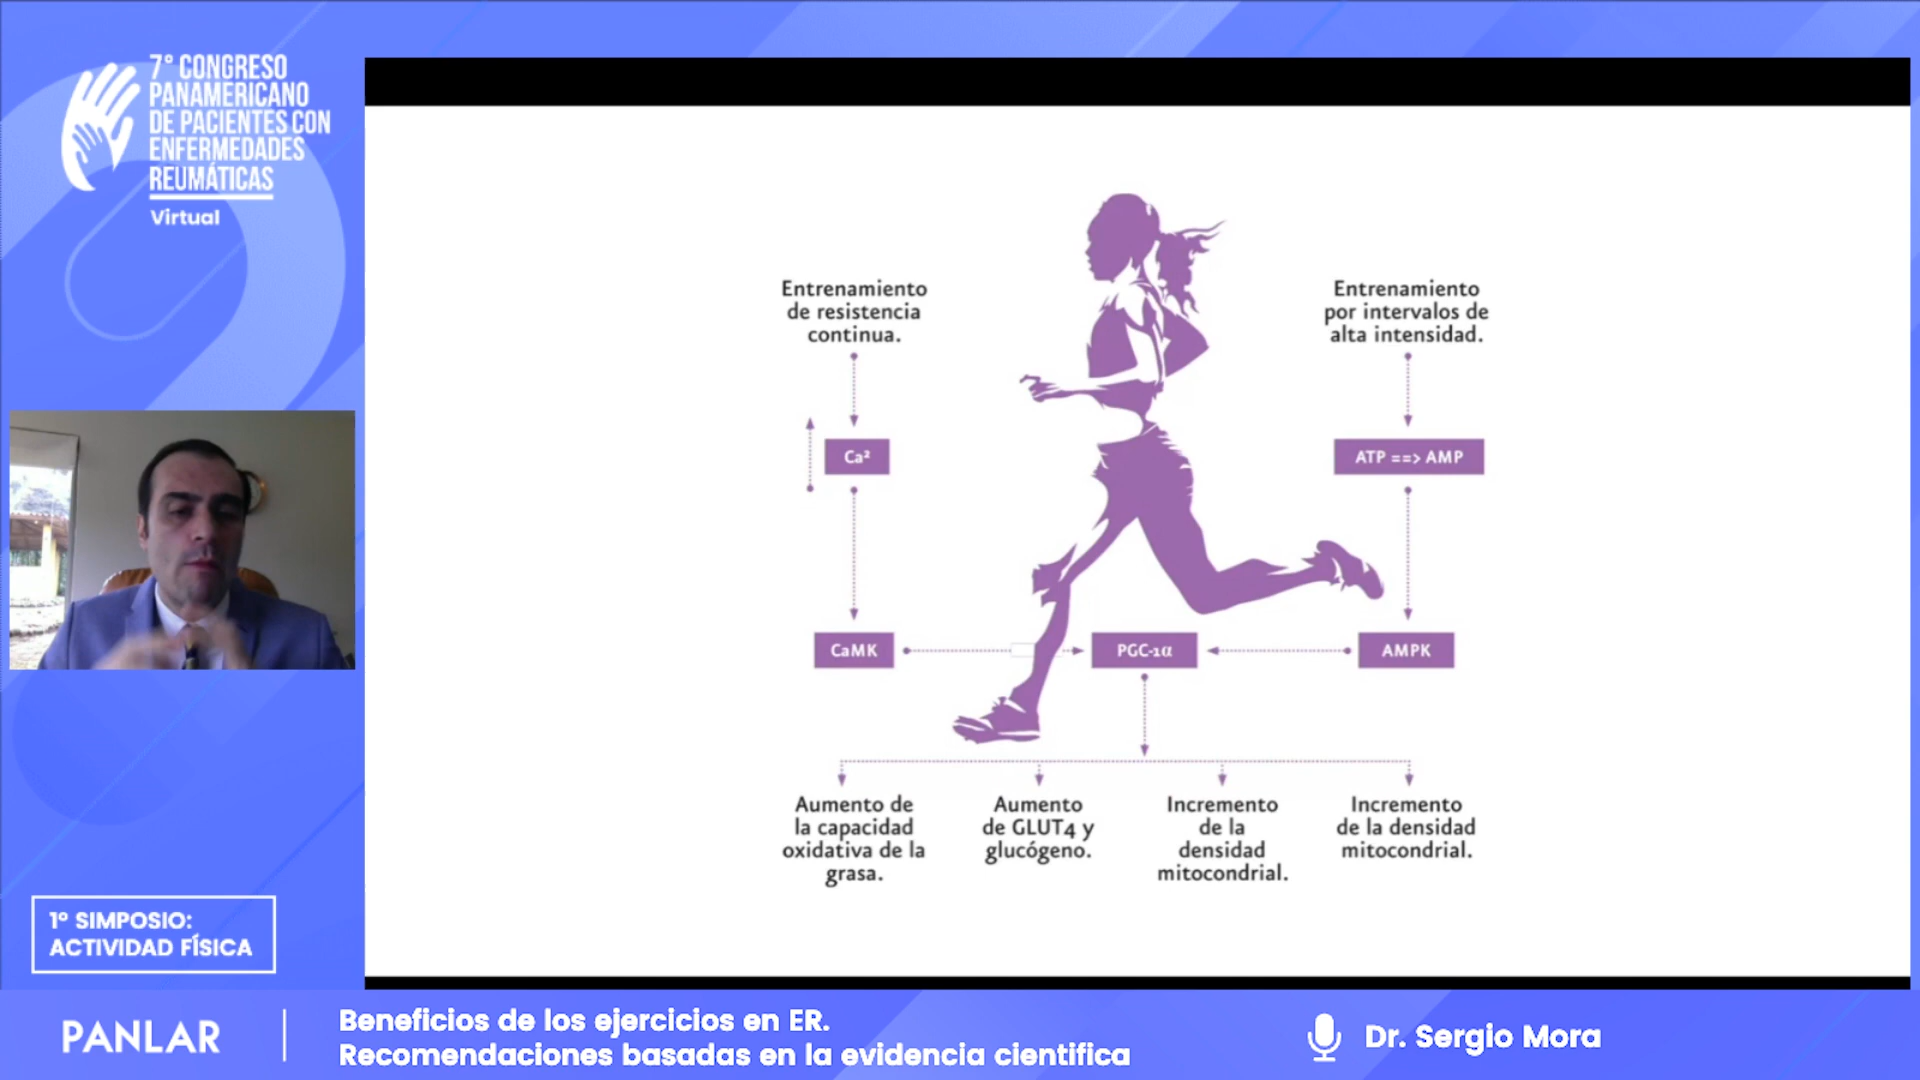 7° CONGRESO
PANAMERICANO
DE PACIENTES CON
ENFERMEDADES
REUMÁTICAS
Virtual
Entrenamiento
de resistencia
continua.
Entrenamiento
por intervalos de
alta intensidad.
Ca²
ATP ==> AMP
CaMK
PGC-1α
AMPK
Aumento de
la capacidad
oxidativa de la
grasa.
Aumento
de GLUT4 y
glucógeno.
Incremento
de la
densidad
mitocondrial.
Incremento
de la densidad
mitocondrial.
1º SIMPOSIO:
ACTIVIDAD FÍSICA
PANLAR
Beneficios de los ejercicios en ER.
Recomendaciones basadas en la evidencia cientifica
Dr. Sergio Mora